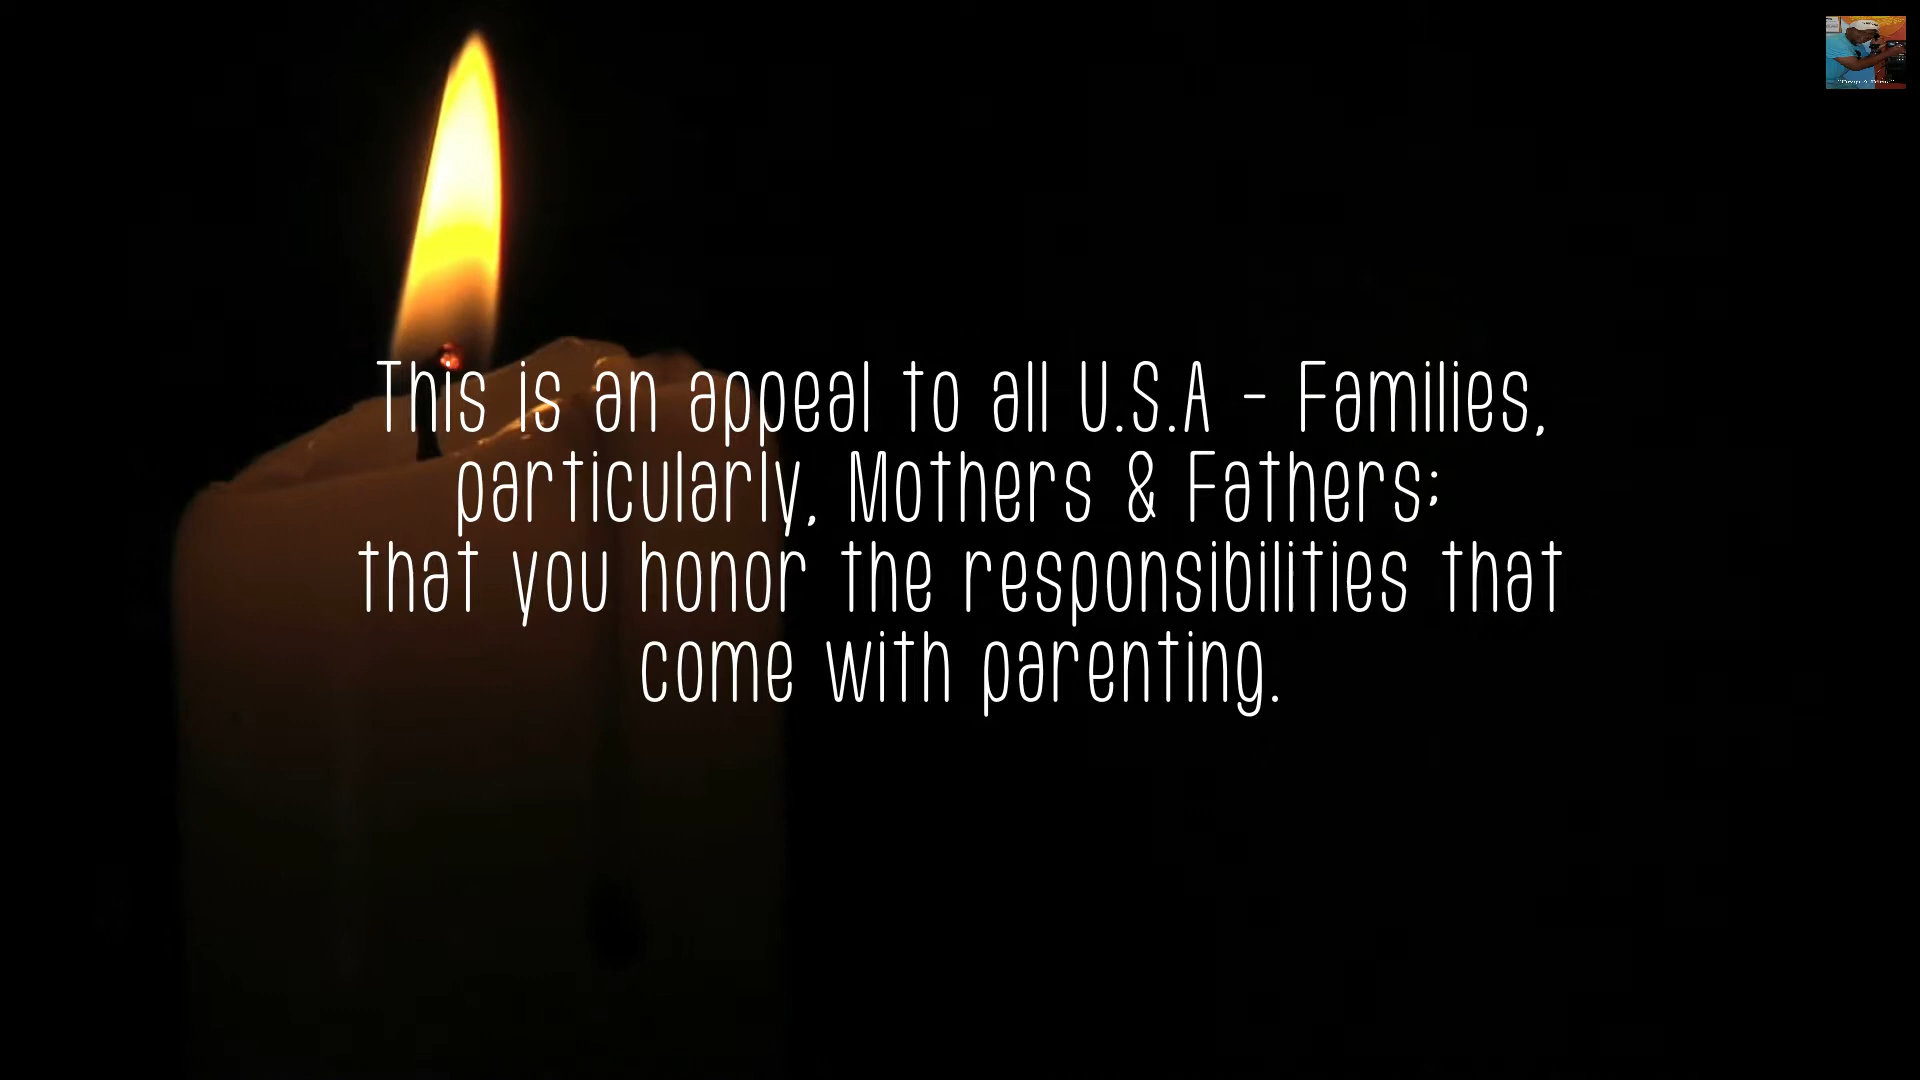 This is an appeal to all U.S.A - Families,
particularly, Mothers & Fathers;
that you honor the responsibilities that
come with parenting.